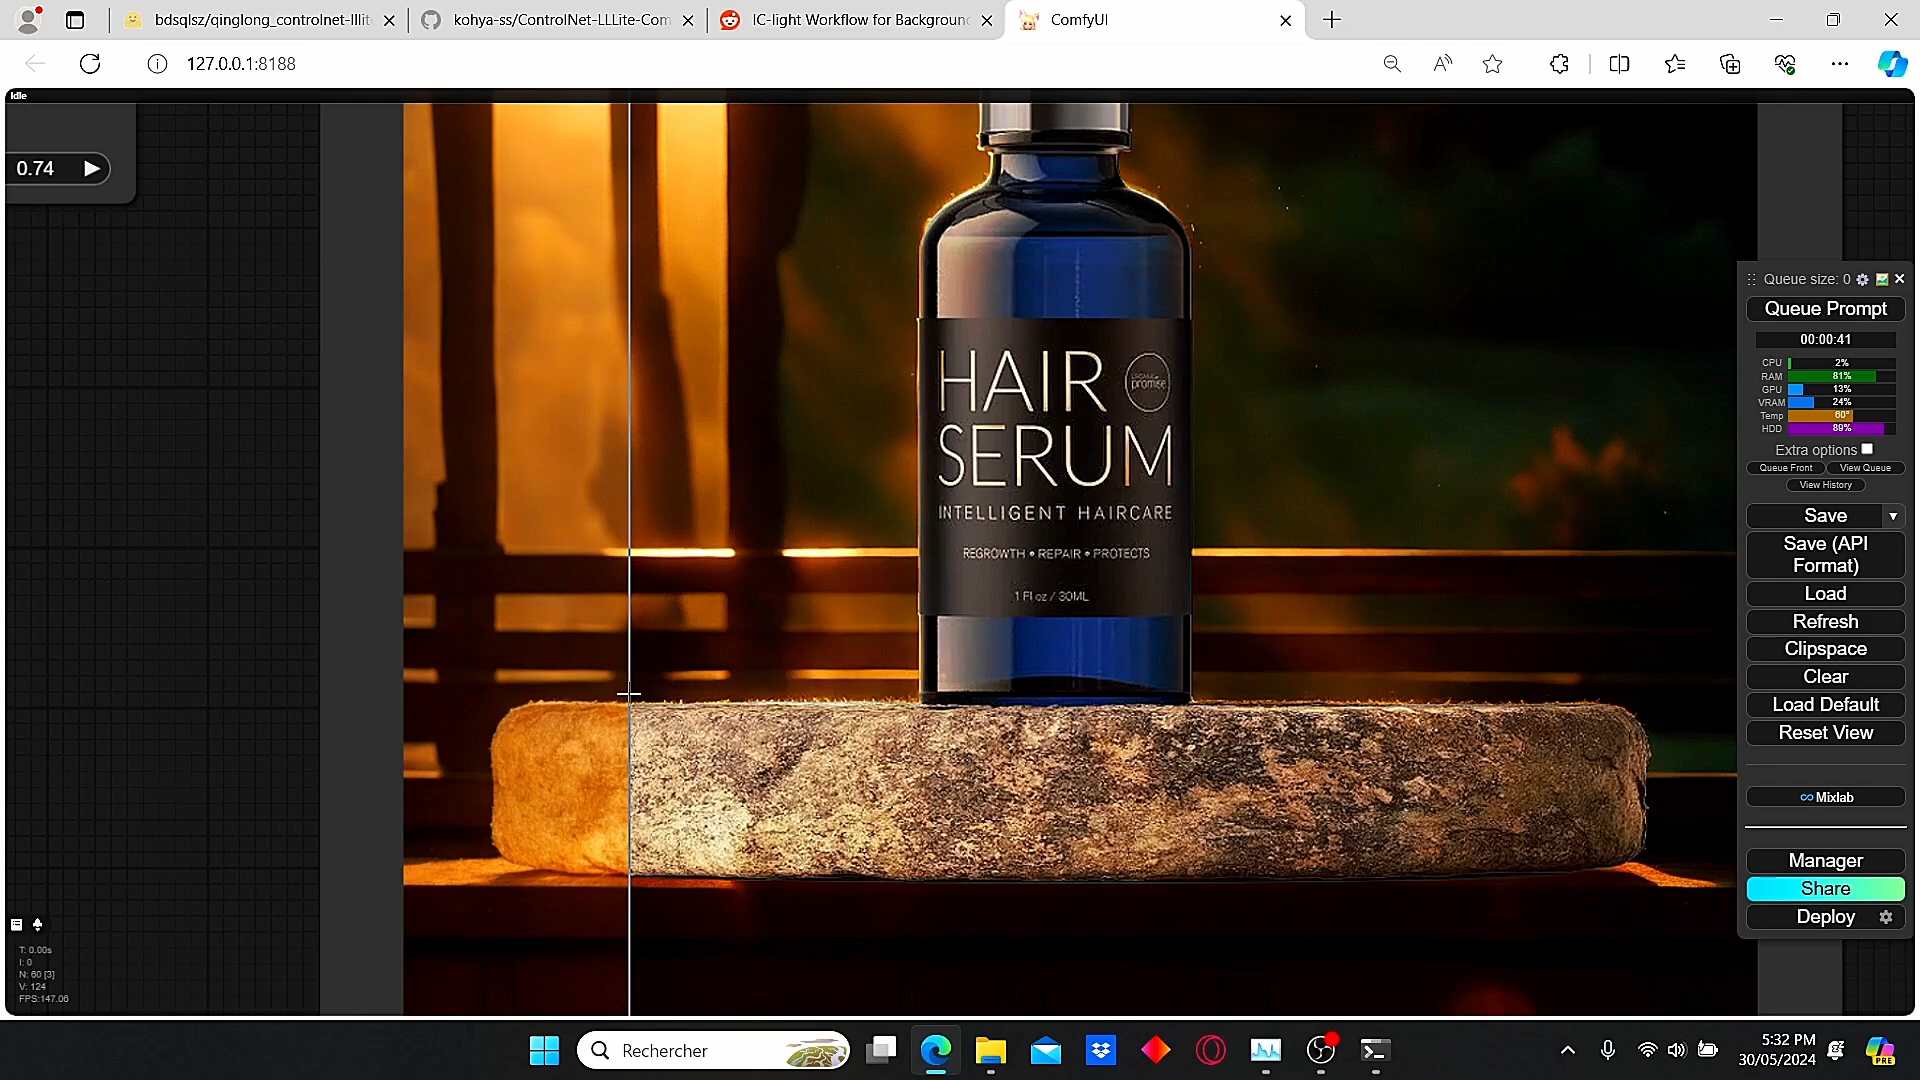 bdsqlsz/qinglong_controlnet-lllit
kohya-ss/ControlNet-LLLite-Com
IC-light Workflow for Background
ComfyUI
127.0.0.1:8188
Idle
0.74
HAIR
promise
SERUM
INTELLIGENT HAIRCARE
REGROWTH • REPAIR • PROTECTS
1 Fl oz / 30ML
Queue size: 0
Queue Prompt
00:00:41
CPU 2%
RAM 81%
GPU 13%
VRAM 24%
Temp 60°
HDD 89%
Extra options
Queue Front View Queue
View History
Save
Save (API
Format)
Load
Refresh
Clipspace
Clear
Load Default
Reset View
Mixlab
Manager
Share
Deploy
T: 0.00s
I: 0
N: 60 [3]
V: 124
FPS:147.06
Rechercher
5:32 PM
30/05/2024
PRE